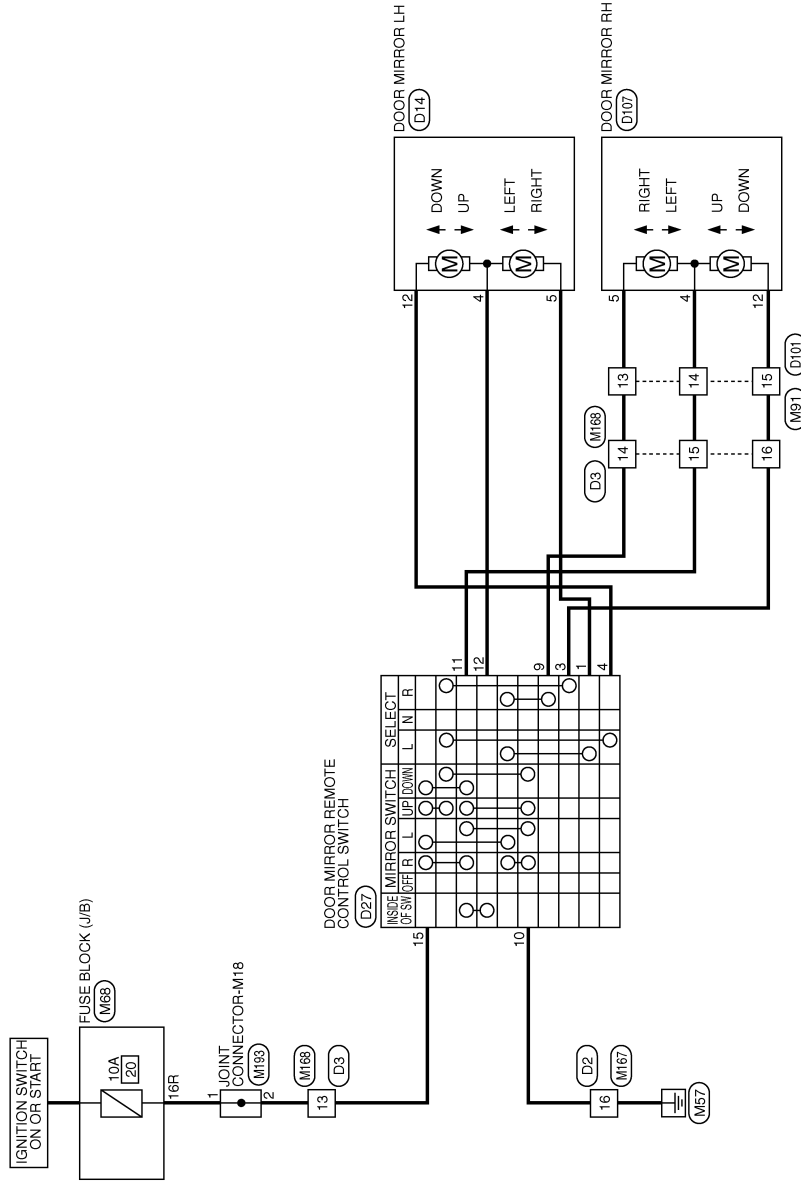 IGNITION SWITCH
ON OR START
FUSE BLOCK (J/B)
M68
10A
20
16R
1
JOINT
CONNECTOR-M18
M193
2
M168
13
D3
DOOR MIRROR REMOTE
CONTROL SWITCH
D27
15
10
D2
16
M167
M57
INSIDE
OF SW
MIRROR SWITCH
OFF
R
L
UP
DOWN
SELECT
L
N
R
11
12
9
3
1
4
DOOR MIRROR LH
D14
12
4
5
M
M
DOWN
UP
LEFT
RIGHT
DOOR MIRROR RH
D107
5
4
12
M
M
RIGHT
LEFT
UP
DOWN
D3
M168
14
15
16
13
14
15
M91
D101